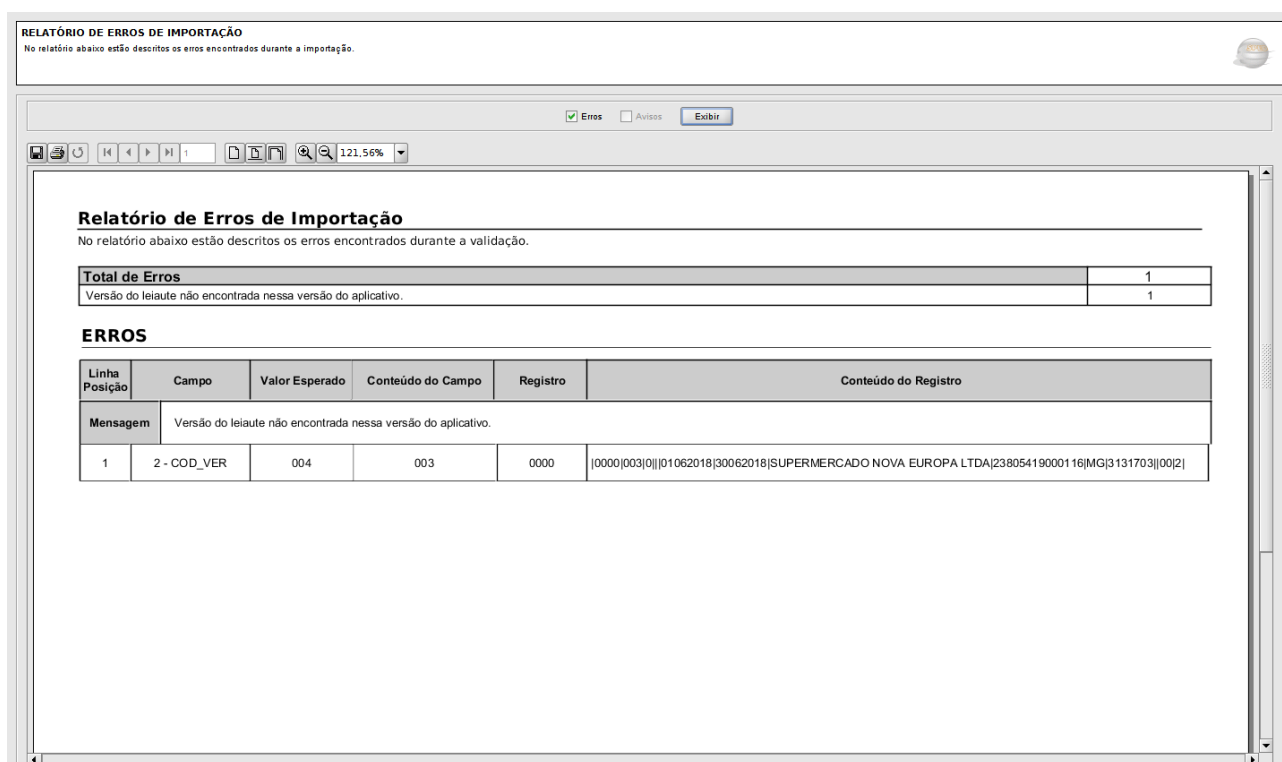 RELATÓRIO DE ERROS DE IMPORTAÇÃO
No relatório abaixo estão descritos os erros encontrados durante a importação.
Erros Avisos Exibir
1 121,56%
Relatório de Erros de Importação
No relatório abaixo estão descritos os erros encontrados durante a validação.
Total de Erros 1
Versão do leiaute não encontrada nessa versão do aplicativo. 1
ERROS
Linha Posição Campo Valor Esperado Conteúdo do Campo Registro Conteúdo do Registro
Mensagem Versão do leiaute não encontrada nessa versão do aplicativo.
1 2 - COD_VER 004 003 0000 |0000|003|0|||01062018|30062018|SUPERMERCADO NOVA EUROPA LTDA|23805419000116|MG|3131703||00|2|